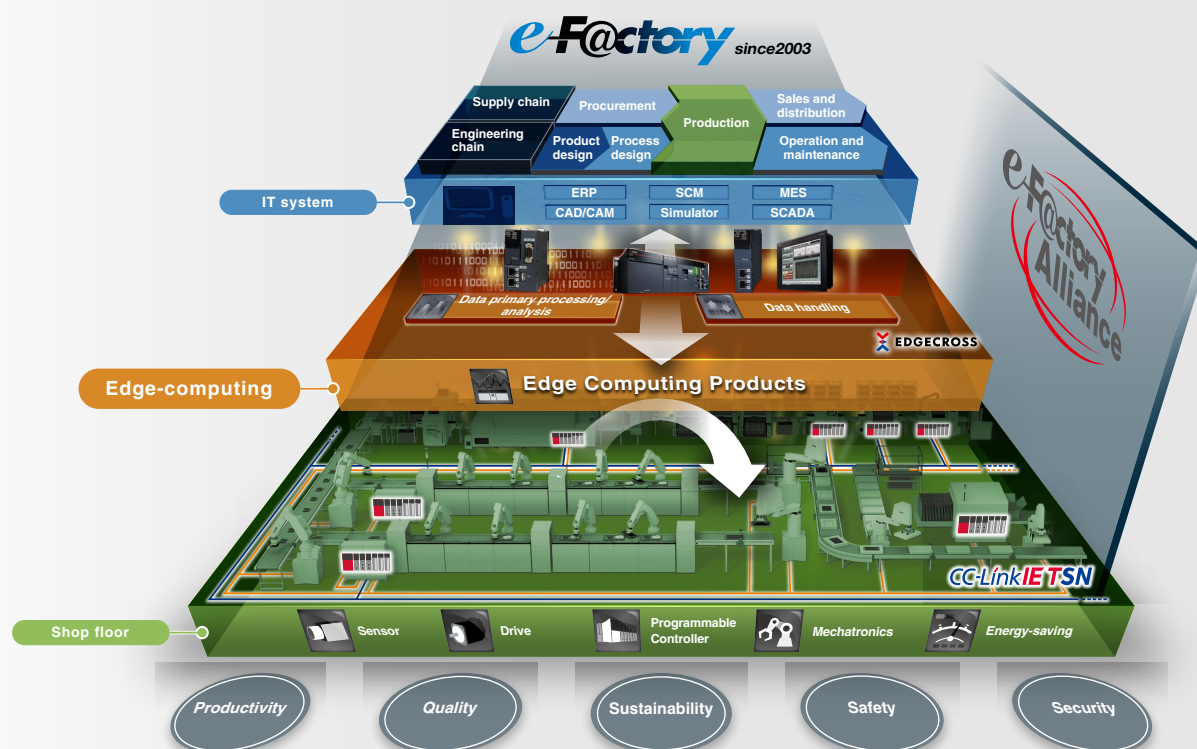 e-F@ctory since2003
Supply chain
Procurement
Production
Sales and
distribution
Engineering
chain
Product
design
Process
design
Operation and
maintenance
IT system
ERP
SCM
MES
CAD/CAM
Simulator
SCADA
Data primary processing/
analysis
Data handling
EDGECROSS
Edge-computing
Edge Computing Products
e-F@ctory
Alliance
CC-Link IE TSN
Shop floor
Sensor
Drive
Programmable
Controller
Mechatronics
Energy-saving
Productivity
Quality
Sustainability
Safety
Security